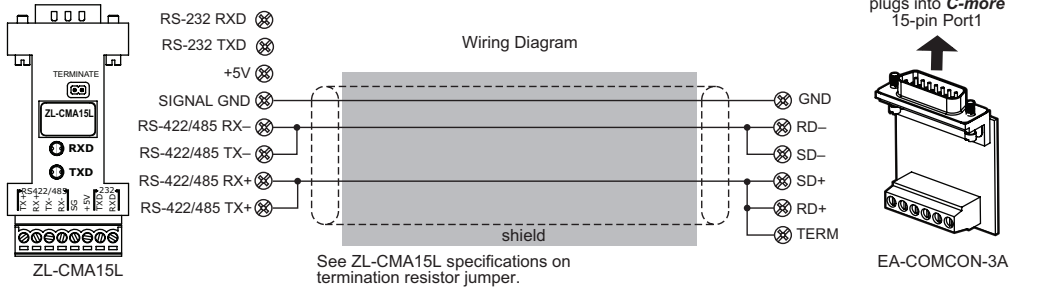 plugs into C-more
15-pin Port1
RS-232 RXD
RS-232 TXD
+5V
SIGNAL GND
RS-422/485 RX–
RS-422/485 TX–
RS-422/485 RX+
RS-422/485 TX+
Wiring Diagram
shield
See ZL-CMA15L specifications on
termination resistor jumper.
GND
RD–
SD–
SD+
RD+
TERM
TERMINATE
ZL-CMA15L
RXD
TXD
RS422/485
232
TX+
RX+
TX-
RX-
SG
+5V
TXD
RXD
ZL-CMA15L
EA-COMCON-3A